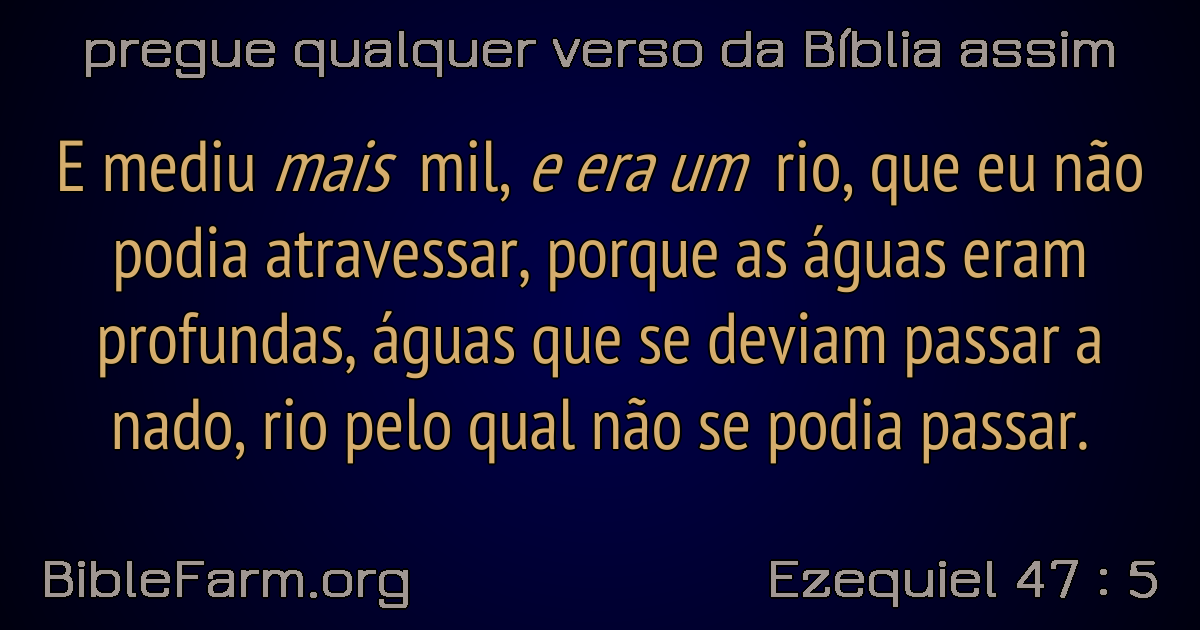 pregue qualquer verso da Bíblia assim
E mediu mais mil, e era um rio, que eu não
podia atravessar, porque as águas eram
profundas, águas que se deviam passar a
nado, rio pelo qual não se podia passar.
BibleFarm.org
Ezequiel 47 : 5